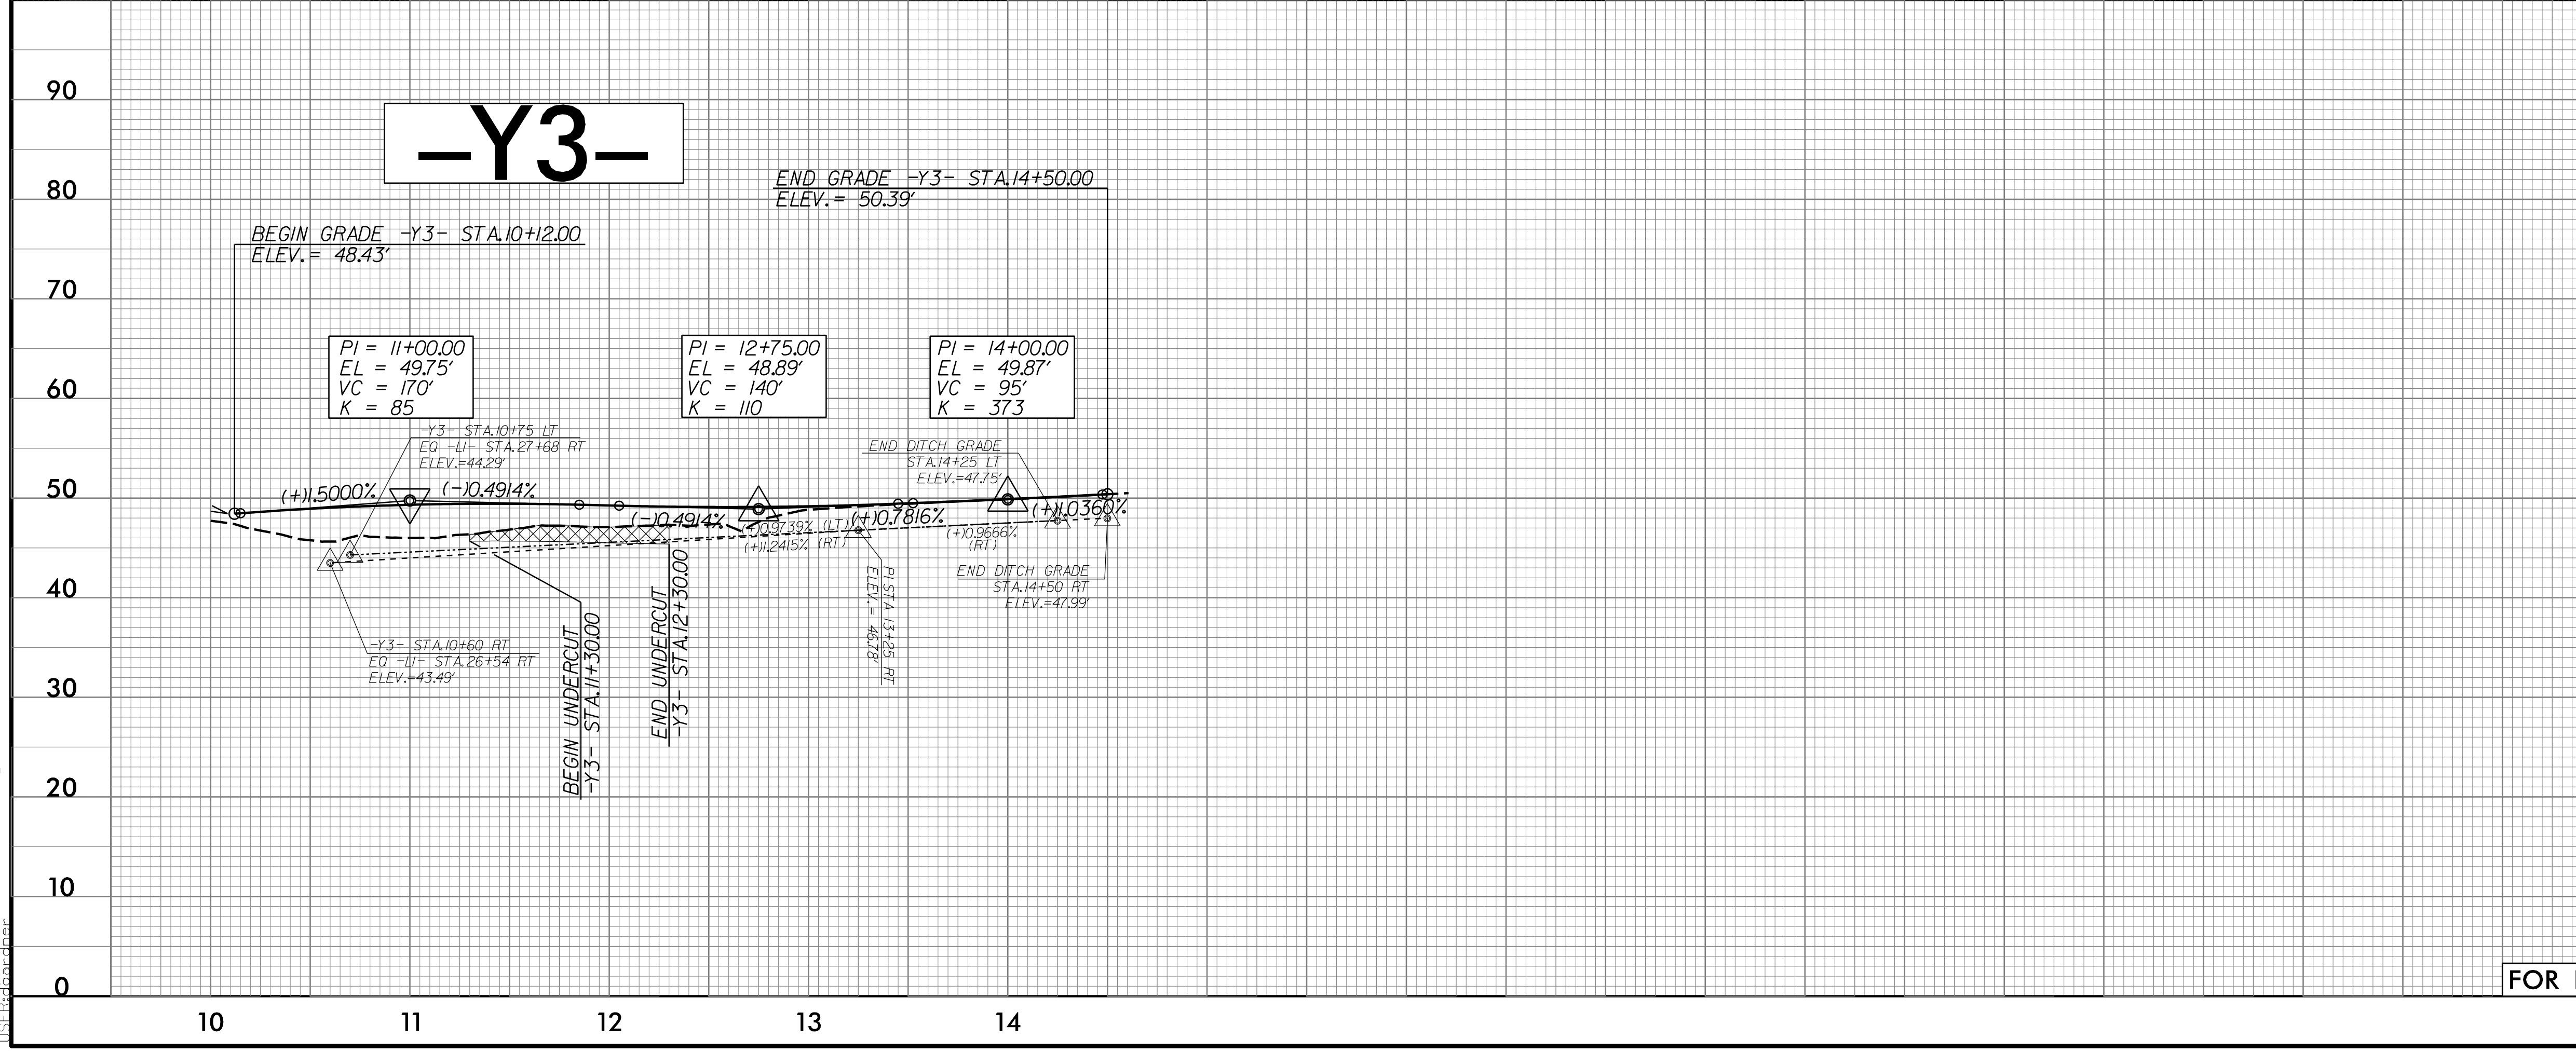 90
80
70
60
50
40
30
20
10
0
–Y3–
END GRADE -Y3- STA.14+50.00
ELEV.= 50.39'
BEGIN GRADE -Y3- STA.10+12.00
ELEV.= 48.43'
PI = 11+00.00
EL = 49.75'
VC = 170'
K = 85
PI = 12+75.00
EL = 48.89'
VC = 140'
K = 110
PI = 14+00.00
EL = 49.87'
VC = 95'
K = 373
-Y3- STA.10+75 LT
EQ -L1- STA.27+68 RT
ELEV.=44.29'
END DITCH GRADE
STA.14+25 LT
ELEV.=47.75'
(+)1.5000%
(-)0.4914%
(-)0.4914%
(+)0.7816%
(+)1.0360%
(+)0.9739% (LT)
(+)1.2415% (RT)
(+)0.9666%
(RT)
END DITCH GRADE
STA.14+50 RT
ELEV.=47.99'
PI STA 13+25 RT
ELEV.= 46.78'
-Y3- STA.10+60 RT
EQ -L1- STA.26+54 RT
ELEV.=43.49'
BEGIN UNDERCUT
-Y3- STA.11+30.00
END UNDERCUT
-Y3- STA.12+30.00
10 11 12 13 14
FOR
USER:dgardner